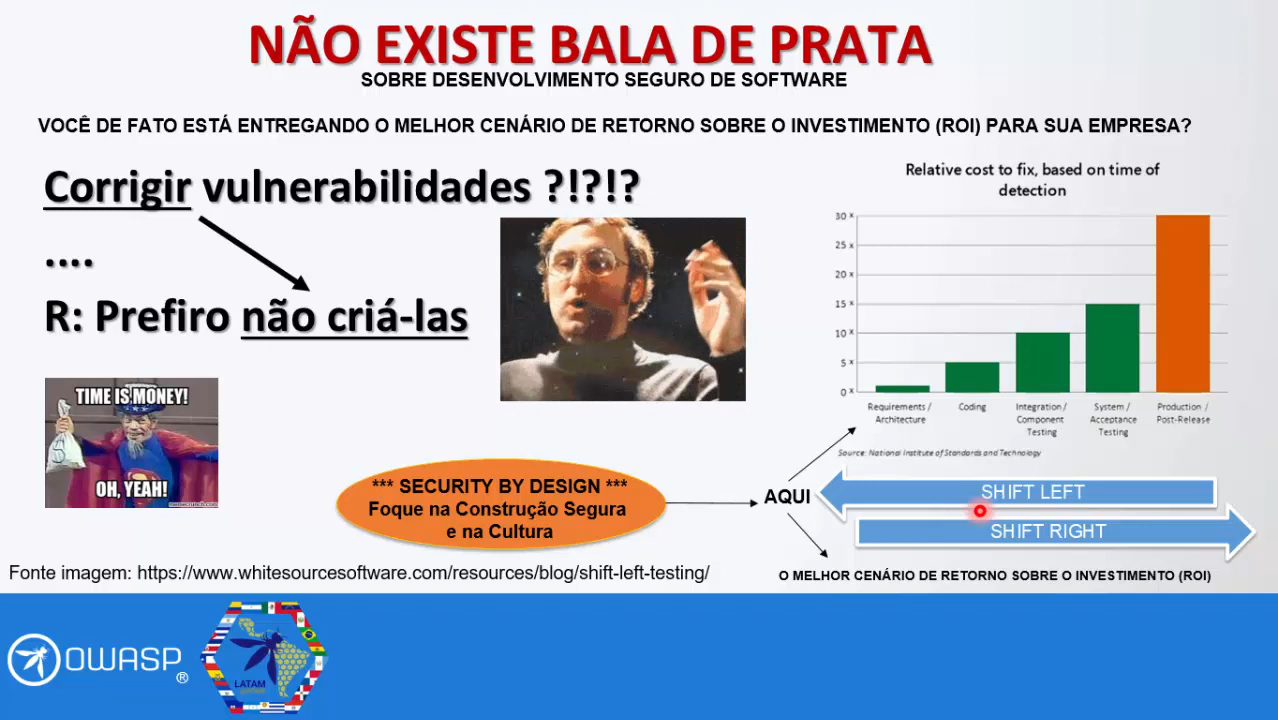 NÃO EXISTE BALA DE PRATA
SOBRE DESENVOLVIMENTO SEGURO DE SOFTWARE
VOCÊ DE FATO ESTÁ ENTREGANDO O MELHOR CENÁRIO DE RETORNO SOBRE O INVESTIMENTO (ROI) PARA SUA EMPRESA?
Corrigir vulnerabilidades ?!?!?
....
R: Prefiro não criá-las
TIME IS MONEY!
OH, YEAH!
Relative cost to fix, based on time of
detection
30 x
25 x
20 x
15 x
10 x
5 x
0 x
Requirements /
Architecture
Coding
Integration /
Component
Testing
System /
Acceptance
Testing
Production /
Post-Release
Source: National Institute of Standards and Technology
*** SECURITY BY DESIGN ***
Foque na Construção Segura
e na Cultura
AQUI
SHIFT LEFT
SHIFT RIGHT
O MELHOR CENÁRIO DE RETORNO SOBRE O INVESTIMENTO (ROI)
Fonte imagem: https://www.whitesourcesoftware.com/resources/blog/shift-left-testing/
OWASP®
LATAM